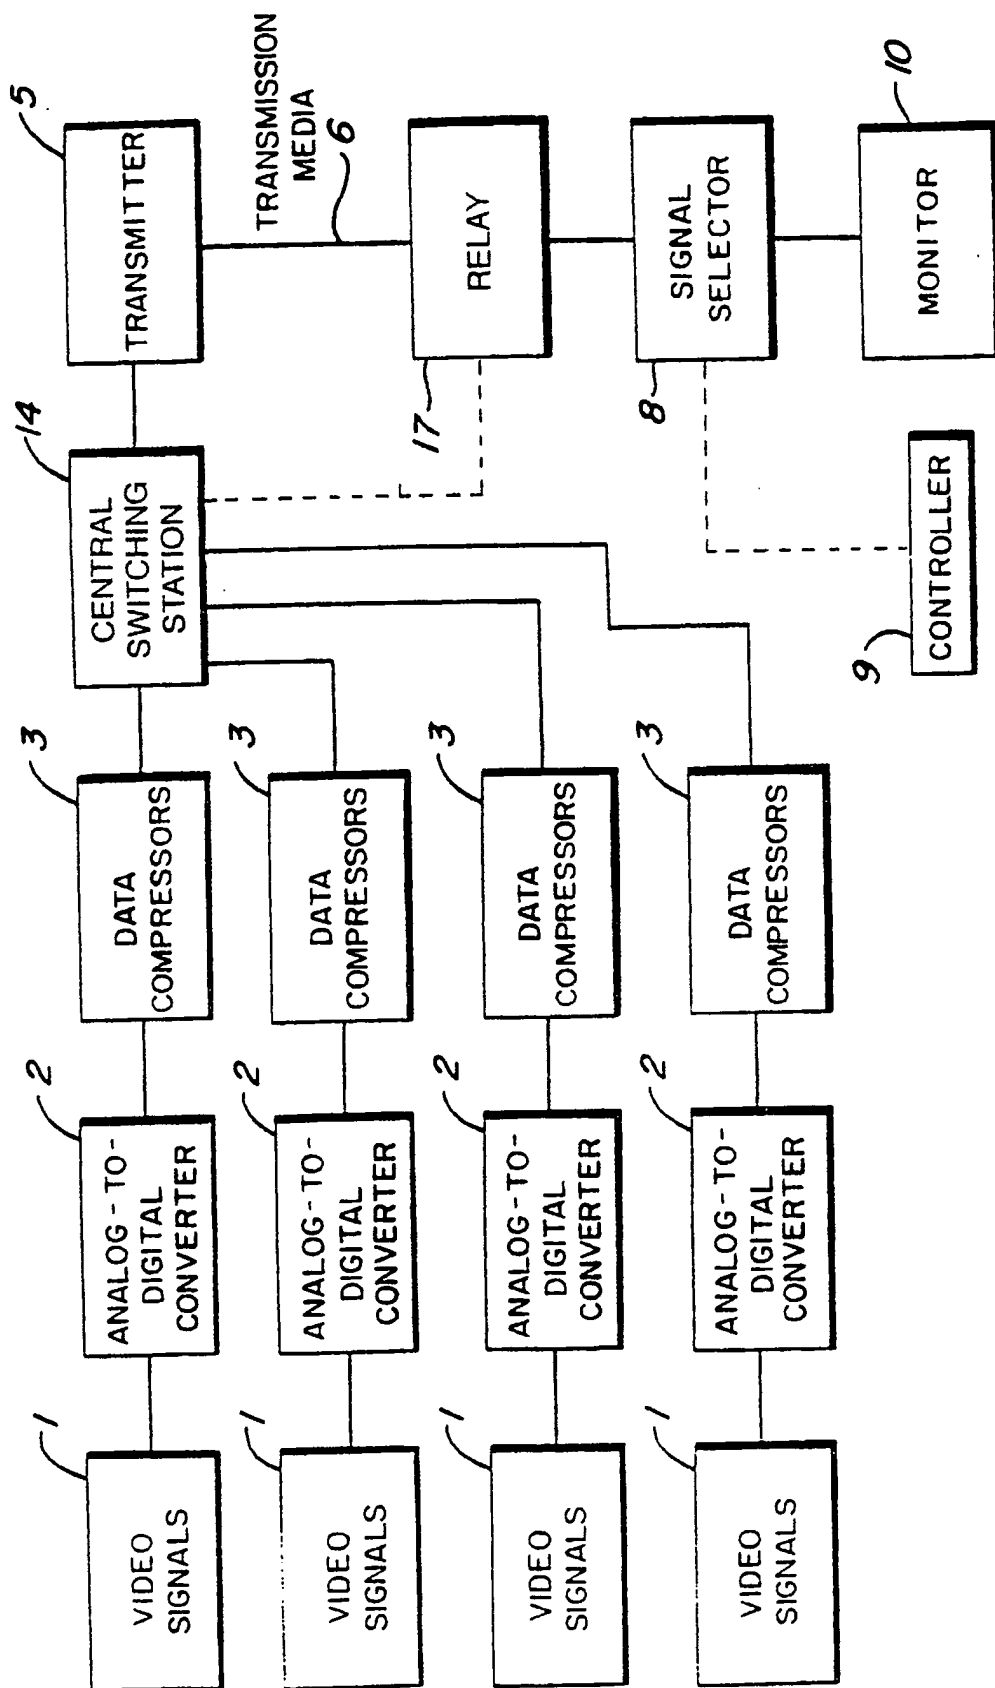 1
VIDEO
SIGNALS
2
ANALOG-TO-
DIGITAL
CONVERTER
3
DATA
COMPRESSORS
14
CENTRAL
SWITCHING
STATION
5
TRANSMITTER
1
VIDEO
SIGNALS
2
ANALOG-TO-
DIGITAL
CONVERTER
3
DATA
COMPRESSORS
TRANSMISSION
MEDIA
6
1
VIDEO
SIGNALS
2
ANALOG-TO-
DIGITAL
CONVERTER
3
DATA
COMPRESSORS
17
RELAY
1
VIDEO
SIGNALS
2
ANALOG-TO-
DIGITAL
CONVERTER
3
DATA
COMPRESSORS
8
SIGNAL
SELECTOR
9
CONTROLLER
10
MONITOR